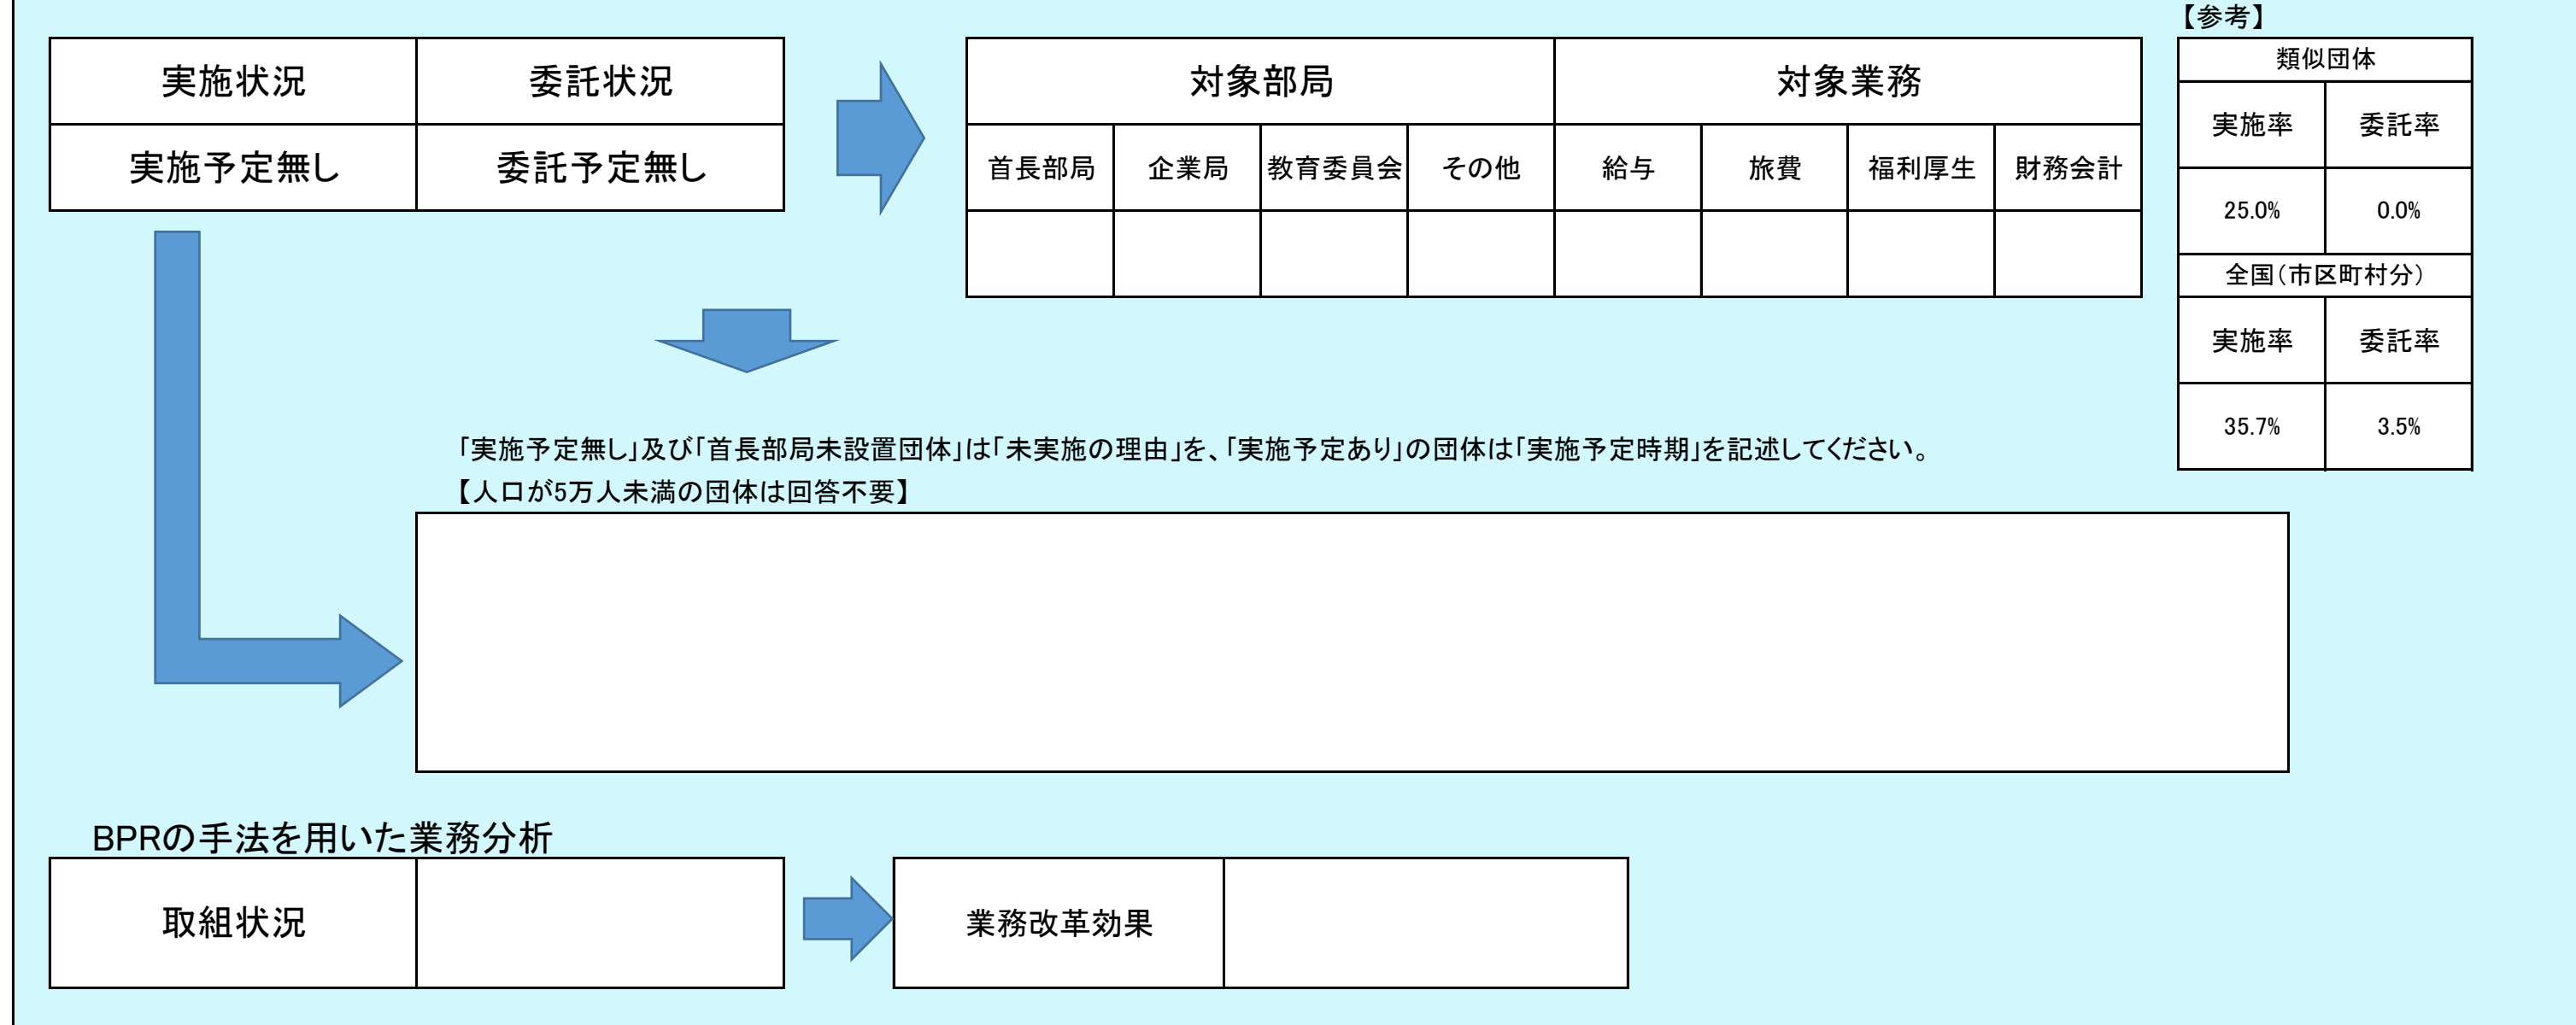 【参考】
実施状況 委託状況
実施予定無し 委託予定無し
対象部局 対象業務
首長部局 企業局 教育委員会 その他 給与 旅費 福利厚生 財務会計
類似団体
実施率 委託率
25.0% 0.0%
全国(市区町村分)
実施率 委託率
35.7% 3.5%
「実施予定無し」及び「首長部局未設置団体」は「未実施の理由」を、「実施予定あり」の団体は「実施予定時期」を記述してください。
【人口が5万人未満の団体は回答不要】
BPRの手法を用いた業務分析
取組状況 業務改革効果